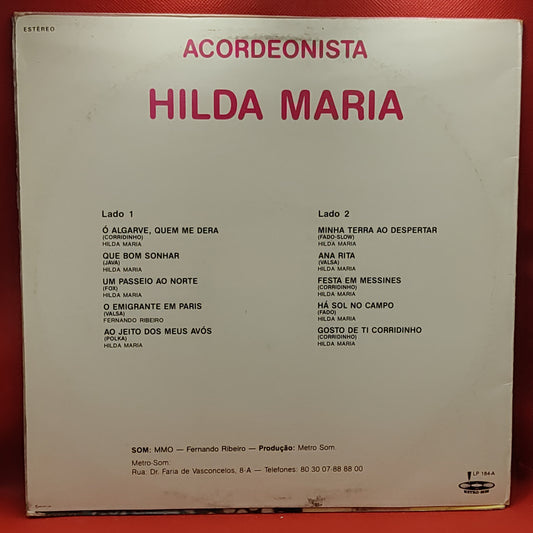 ESTÉREO
ACORDEONISTA
HILDA MARIA
Lado 1
Ó ALGARVE, QUEM ME DERA
(CORRIDINHO)
HILDA MARIA
QUE BOM SONHAR
(JAVA)
HILDA MARIA
UM PASSEIO AO NORTE
(FOX)
HILDA MARIA
O EMIGRANTE EM PARIS
(VALSA)
FERNANDO RIBEIRO
AO JEITO DOS MEUS AVÓS
(POLKA)
HILDA MARIA
Lado 2
MINHA TERRA AO DESPERTAR
(FADO-SLOW)
HILDA MARIA
ANA RITA
(VALSA)
HILDA MARIA
FESTA EM MESSINES
(CORRIDINHO)
HILDA MARIA
HÁ SOL NO CAMPO
(FADO)
HILDA MARIA
GOSTO DE TI CORRIDINHO
(CORRIDINHO)
HILDA MARIA
SOM: MMO — Fernando Ribeiro — Produção: Metro Som.
Metro-Som:
Rua: Dr. Faria de Vasconcelos, 8-A — Telefones: 80 30 07-88 88 00
LP 184-A
METRO-SOM